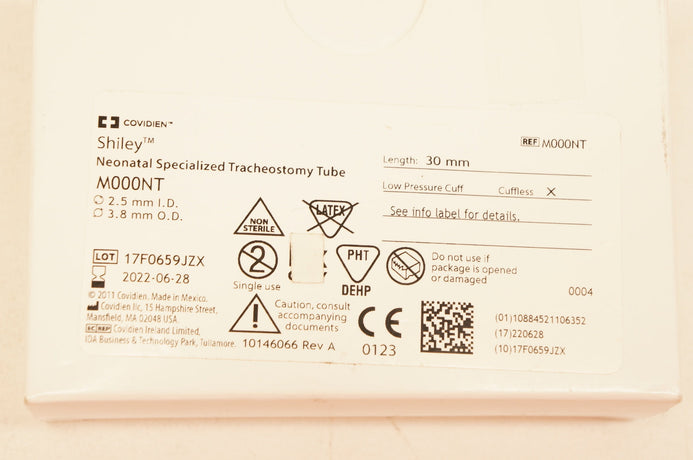 COVIDIEN™
Shiley™
Neonatal Specialized Tracheostomy Tube
M000NT
2.5 mm I.D.
3.8 mm O.D.
REF M000NT
Length: 30 mm
Low Pressure Cuff Cuffless X
See info label for details.
NON
STERILE
LATEX
LOT 17F0659JZX
2022-06-28
2
Single use
PHT
DEHP
Do not use if
package is opened
or damaged
0004
© 2011 Covidien. Made in Mexico.
Covidien llc, 15 Hampshire Street,
Mansfield, MA 02048 USA.
EC REP Covidien Ireland Limited,
IDA Business & Technology Park, Tullamore.
Caution, consult
accompanying
documents
10146066 Rev A
CE
0123
(01)10884521106352
(17)220628
(10)17F0659JZX